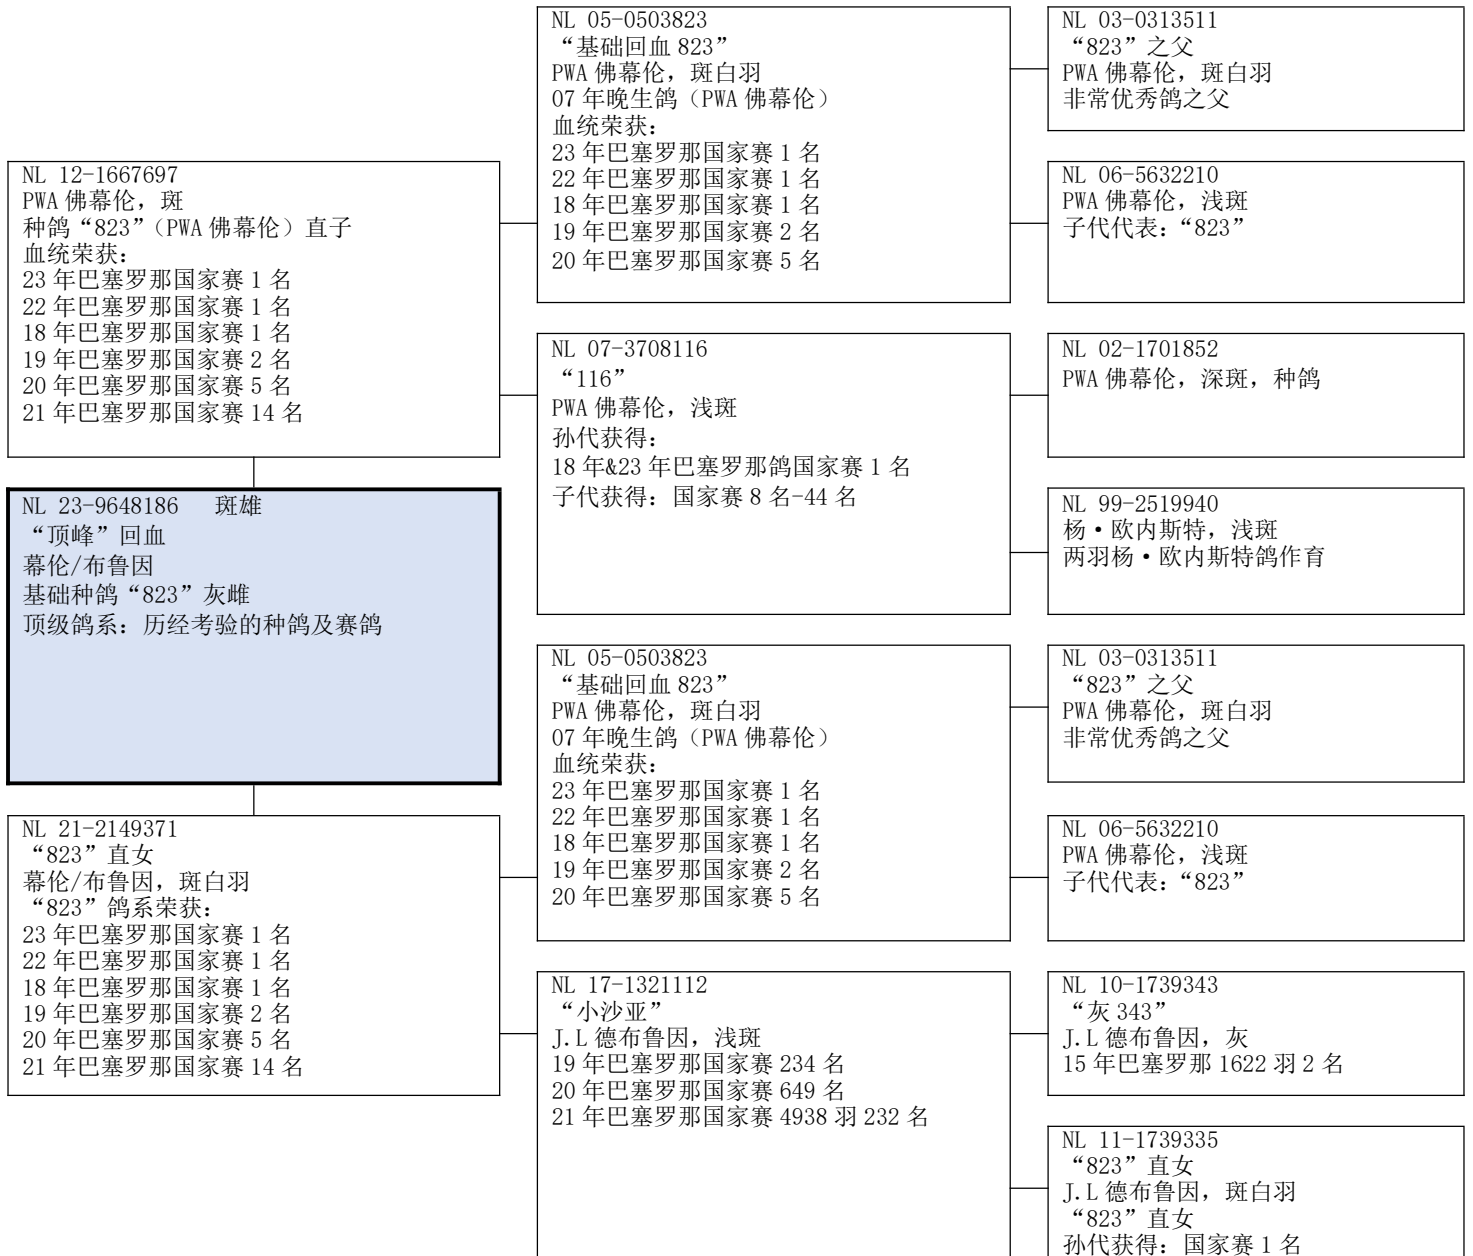 NL 12-1667697
PWA 佛幕伦，斑
种鸽“823”（PWA 佛幕伦）直子
血统荣获：
23 年巴塞罗那国家赛 1 名
22 年巴塞罗那国家赛 1 名
18 年巴塞罗那国家赛 1 名
19 年巴塞罗那国家赛 2 名
20 年巴塞罗那国家赛 5 名
21 年巴塞罗那国家赛 14 名
NL 23-9648186 斑雄
“顶峰”回血
幕伦/布鲁因
基础种鸽“823”灰雌
顶级鸽系：历经考验的种鸽及赛鸽
NL 21-2149371
“823”直女
幕伦/布鲁因，斑白羽
“823”鸽系荣获：
23 年巴塞罗那国家赛 1 名
22 年巴塞罗那国家赛 1 名
18 年巴塞罗那国家赛 1 名
19 年巴塞罗那国家赛 2 名
20 年巴塞罗那国家赛 5 名
21 年巴塞罗那国家赛 14 名
NL 05-0503823
“基础回血 823”
PWA 佛幕伦，斑白羽
07 年晚生鸽（PWA 佛幕伦）
血统荣获：
23 年巴塞罗那国家赛 1 名
22 年巴塞罗那国家赛 1 名
18 年巴塞罗那国家赛 1 名
19 年巴塞罗那国家赛 2 名
20 年巴塞罗那国家赛 5 名
NL 07-3708116
“116”
PWA 佛幕伦，浅斑
孙代获得：
18 年&23 年巴塞罗那鸽国家赛 1 名
子代获得：国家赛 8 名-44 名
NL 05-0503823
“基础回血 823”
PWA 佛幕伦，斑白羽
07 年晚生鸽（PWA 佛幕伦）
血统荣获：
23 年巴塞罗那国家赛 1 名
22 年巴塞罗那国家赛 1 名
18 年巴塞罗那国家赛 1 名
19 年巴塞罗那国家赛 2 名
20 年巴塞罗那国家赛 5 名
NL 17-1321112
“小沙亚”
J.L 德布鲁因，浅斑
19 年巴塞罗那国家赛 234 名
20 年巴塞罗那国家赛 649 名
21 年巴塞罗那国家赛 4938 羽 232 名
NL 03-0313511
“823”之父
PWA 佛幕伦，斑白羽
非常优秀鸽之父
NL 06-5632210
PWA 佛幕伦，浅斑
子代代表：“823”
NL 02-1701852
PWA 佛幕伦，深斑，种鸽
NL 99-2519940
杨·欧内斯特，浅斑
两羽杨·欧内斯特鸽作育
NL 03-0313511
“823”之父
PWA 佛幕伦，斑白羽
非常优秀鸽之父
NL 06-5632210
PWA 佛幕伦，浅斑
子代代表：“823”
NL 10-1739343
“灰 343”
J.L 德布鲁因，灰
15 年巴塞罗那 1622 羽 2 名
NL 11-1739335
“823”直女
J.L 德布鲁因，斑白羽
“823”直女
孙代获得：国家赛 1 名